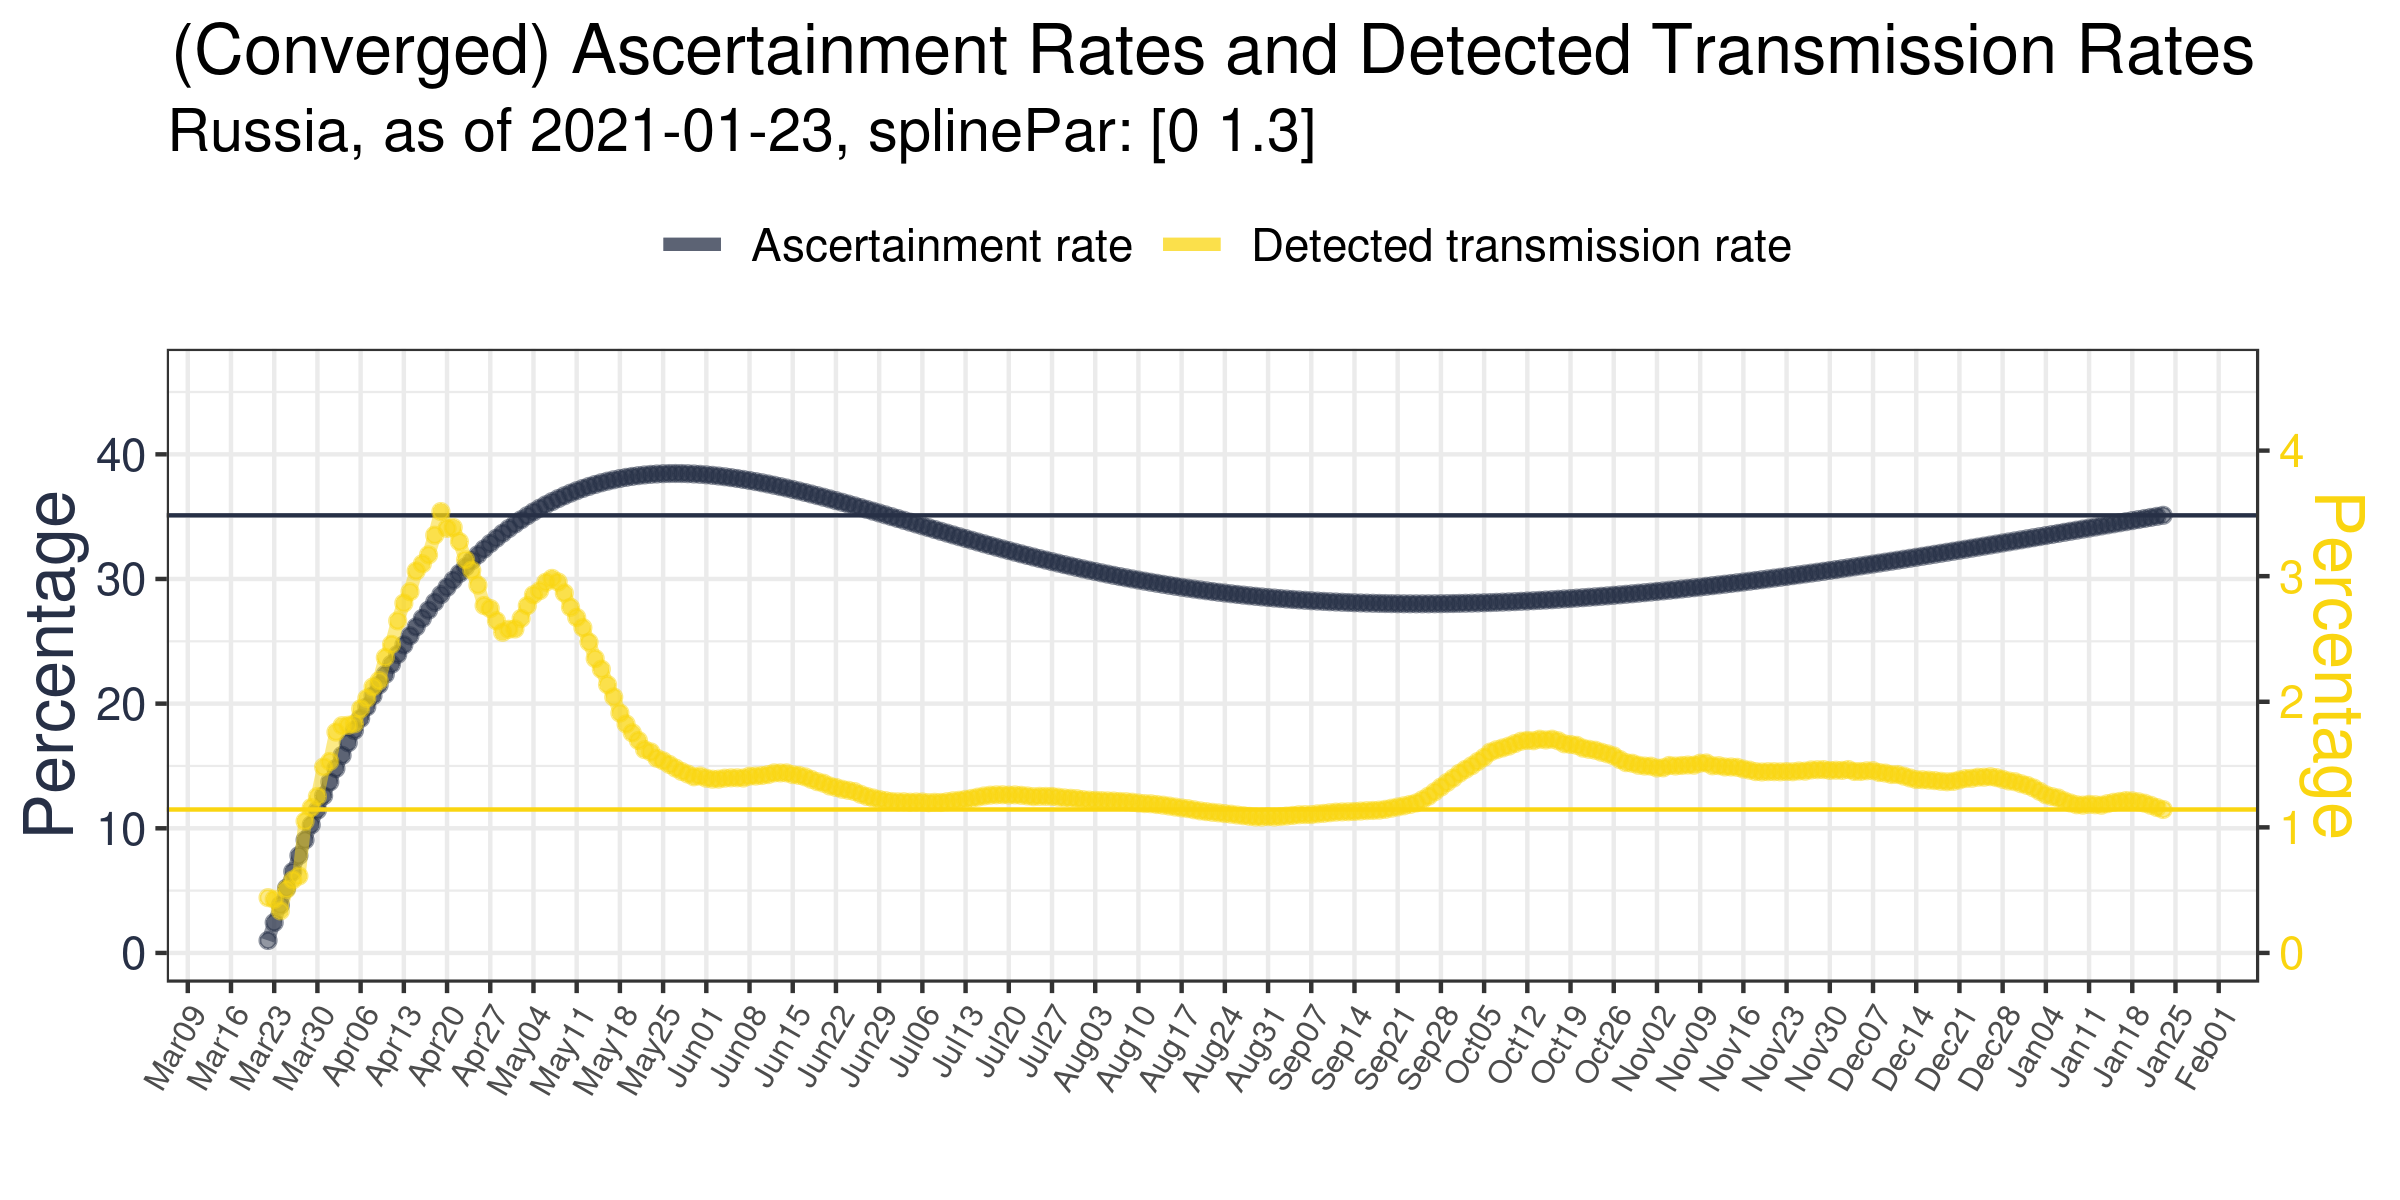 (Converged) Ascertainment Rates and Detected Transmission Rates
Russia, as of 2021-01-23, splinePar: [0 1.3]
Ascertainment rate Detected transmission rate
Percentage
40
30
20
10
0
4
3
2
1
0
Percentage
Mar09 Mar16 Mar23 Mar30 Apr06 Apr13 Apr20 Apr27 May04 May11 May18 May25 Jun01 Jun08 Jun15 Jun22 Jun29 Jul06 Jul13 Jul20 Jul27 Aug03 Aug10 Aug17 Aug24 Aug31 Sep07 Sep14 Sep21 Sep28 Oct05 Oct12 Oct19 Oct26 Nov02 Nov09 Nov16 Nov23 Nov30 Dec07 Dec14 Dec21 Dec28 Jan04 Jan11 Jan18 Jan25 Feb01